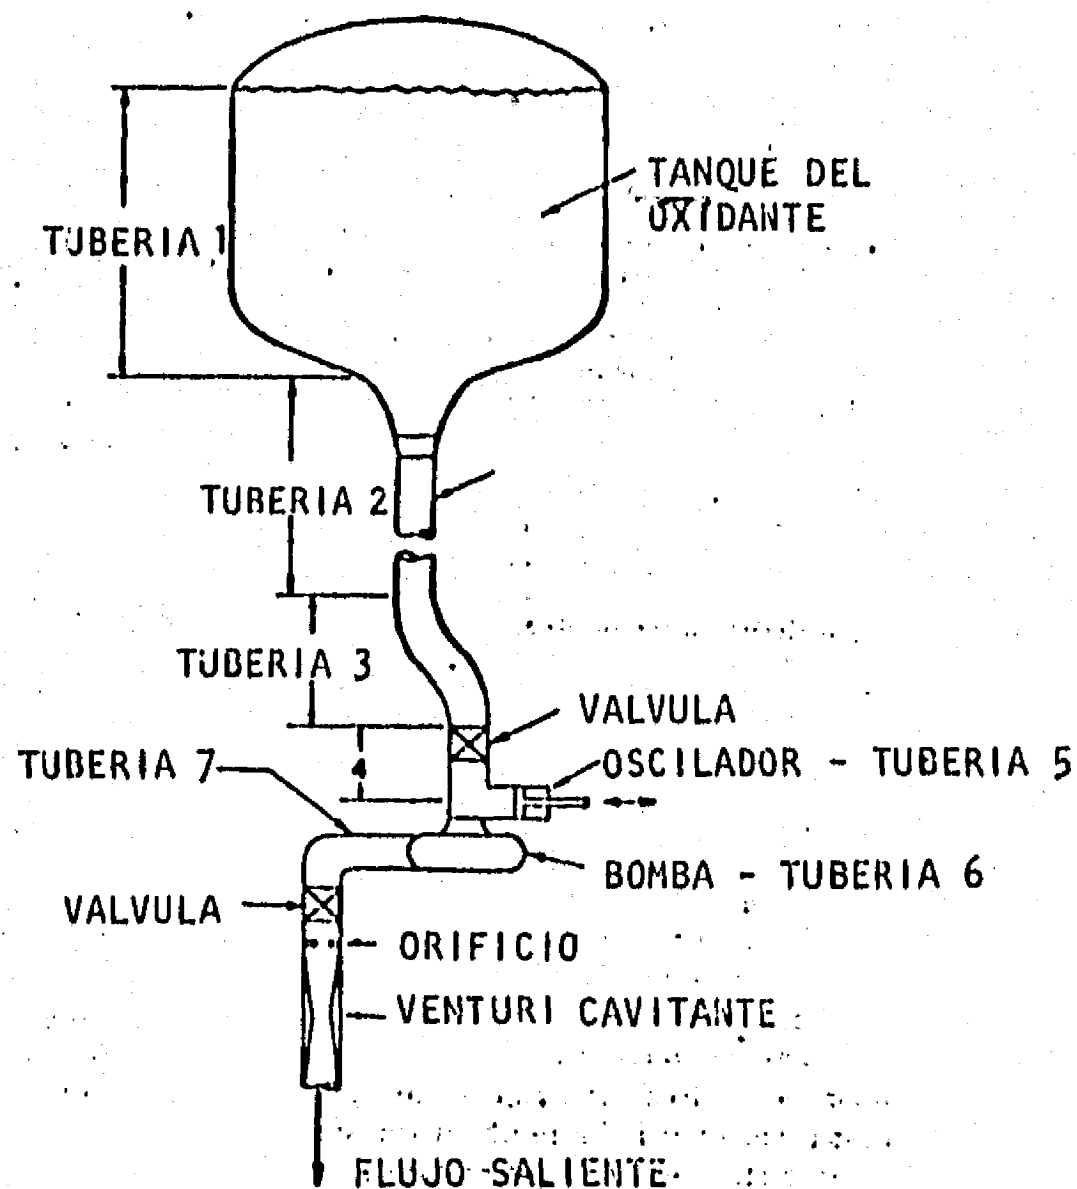 TANQUE DEL
OXIDANTE
TUBERIA 1
TUBERIA 2
TUBERIA 3
VALVULA
TUBERIA 7
4
OSCILADOR - TUBERIA 5
BOMBA - TUBERIA 6
VALVULA
ORIFICIO
VENTURI CAVITANTE
FLUJO SALIENTE